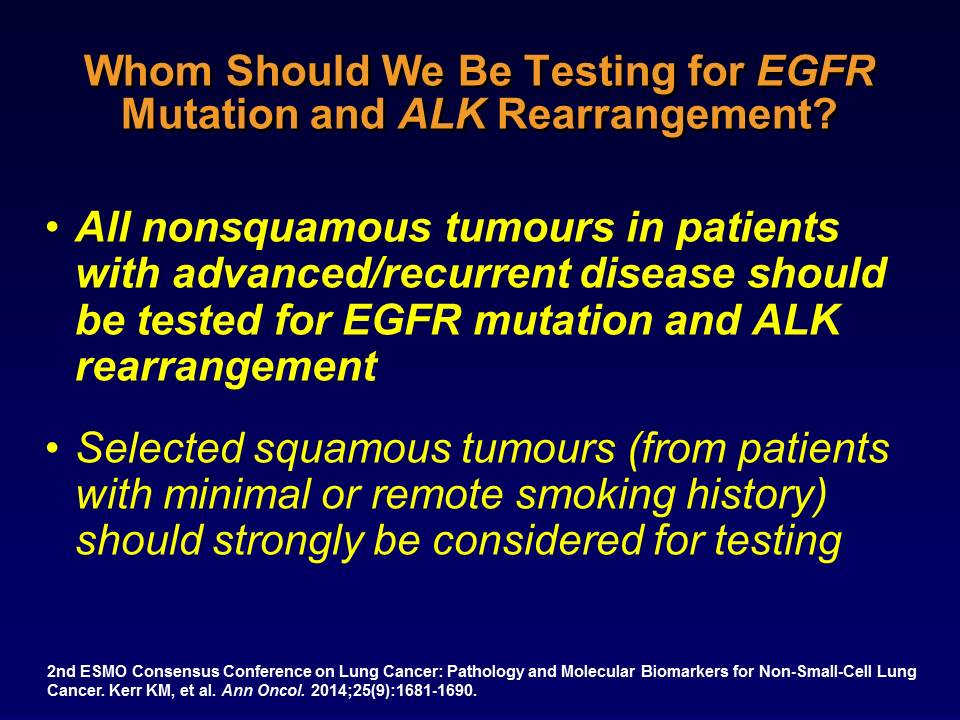 Whom Should We Be Testing for EGFR
Mutation and ALK Rearrangement?
• All nonsquamous tumours in patients
with advanced/recurrent disease should
be tested for EGFR mutation and ALK
rearrangement
• Selected squamous tumours (from patients
with minimal or remote smoking history)
should strongly be considered for testing
2nd ESMO Consensus Conference on Lung Cancer: Pathology and Molecular Biomarkers for Non-Small-Cell Lung
Cancer. Kerr KM, et al. Ann Oncol. 2014;25(9):1681-1690.